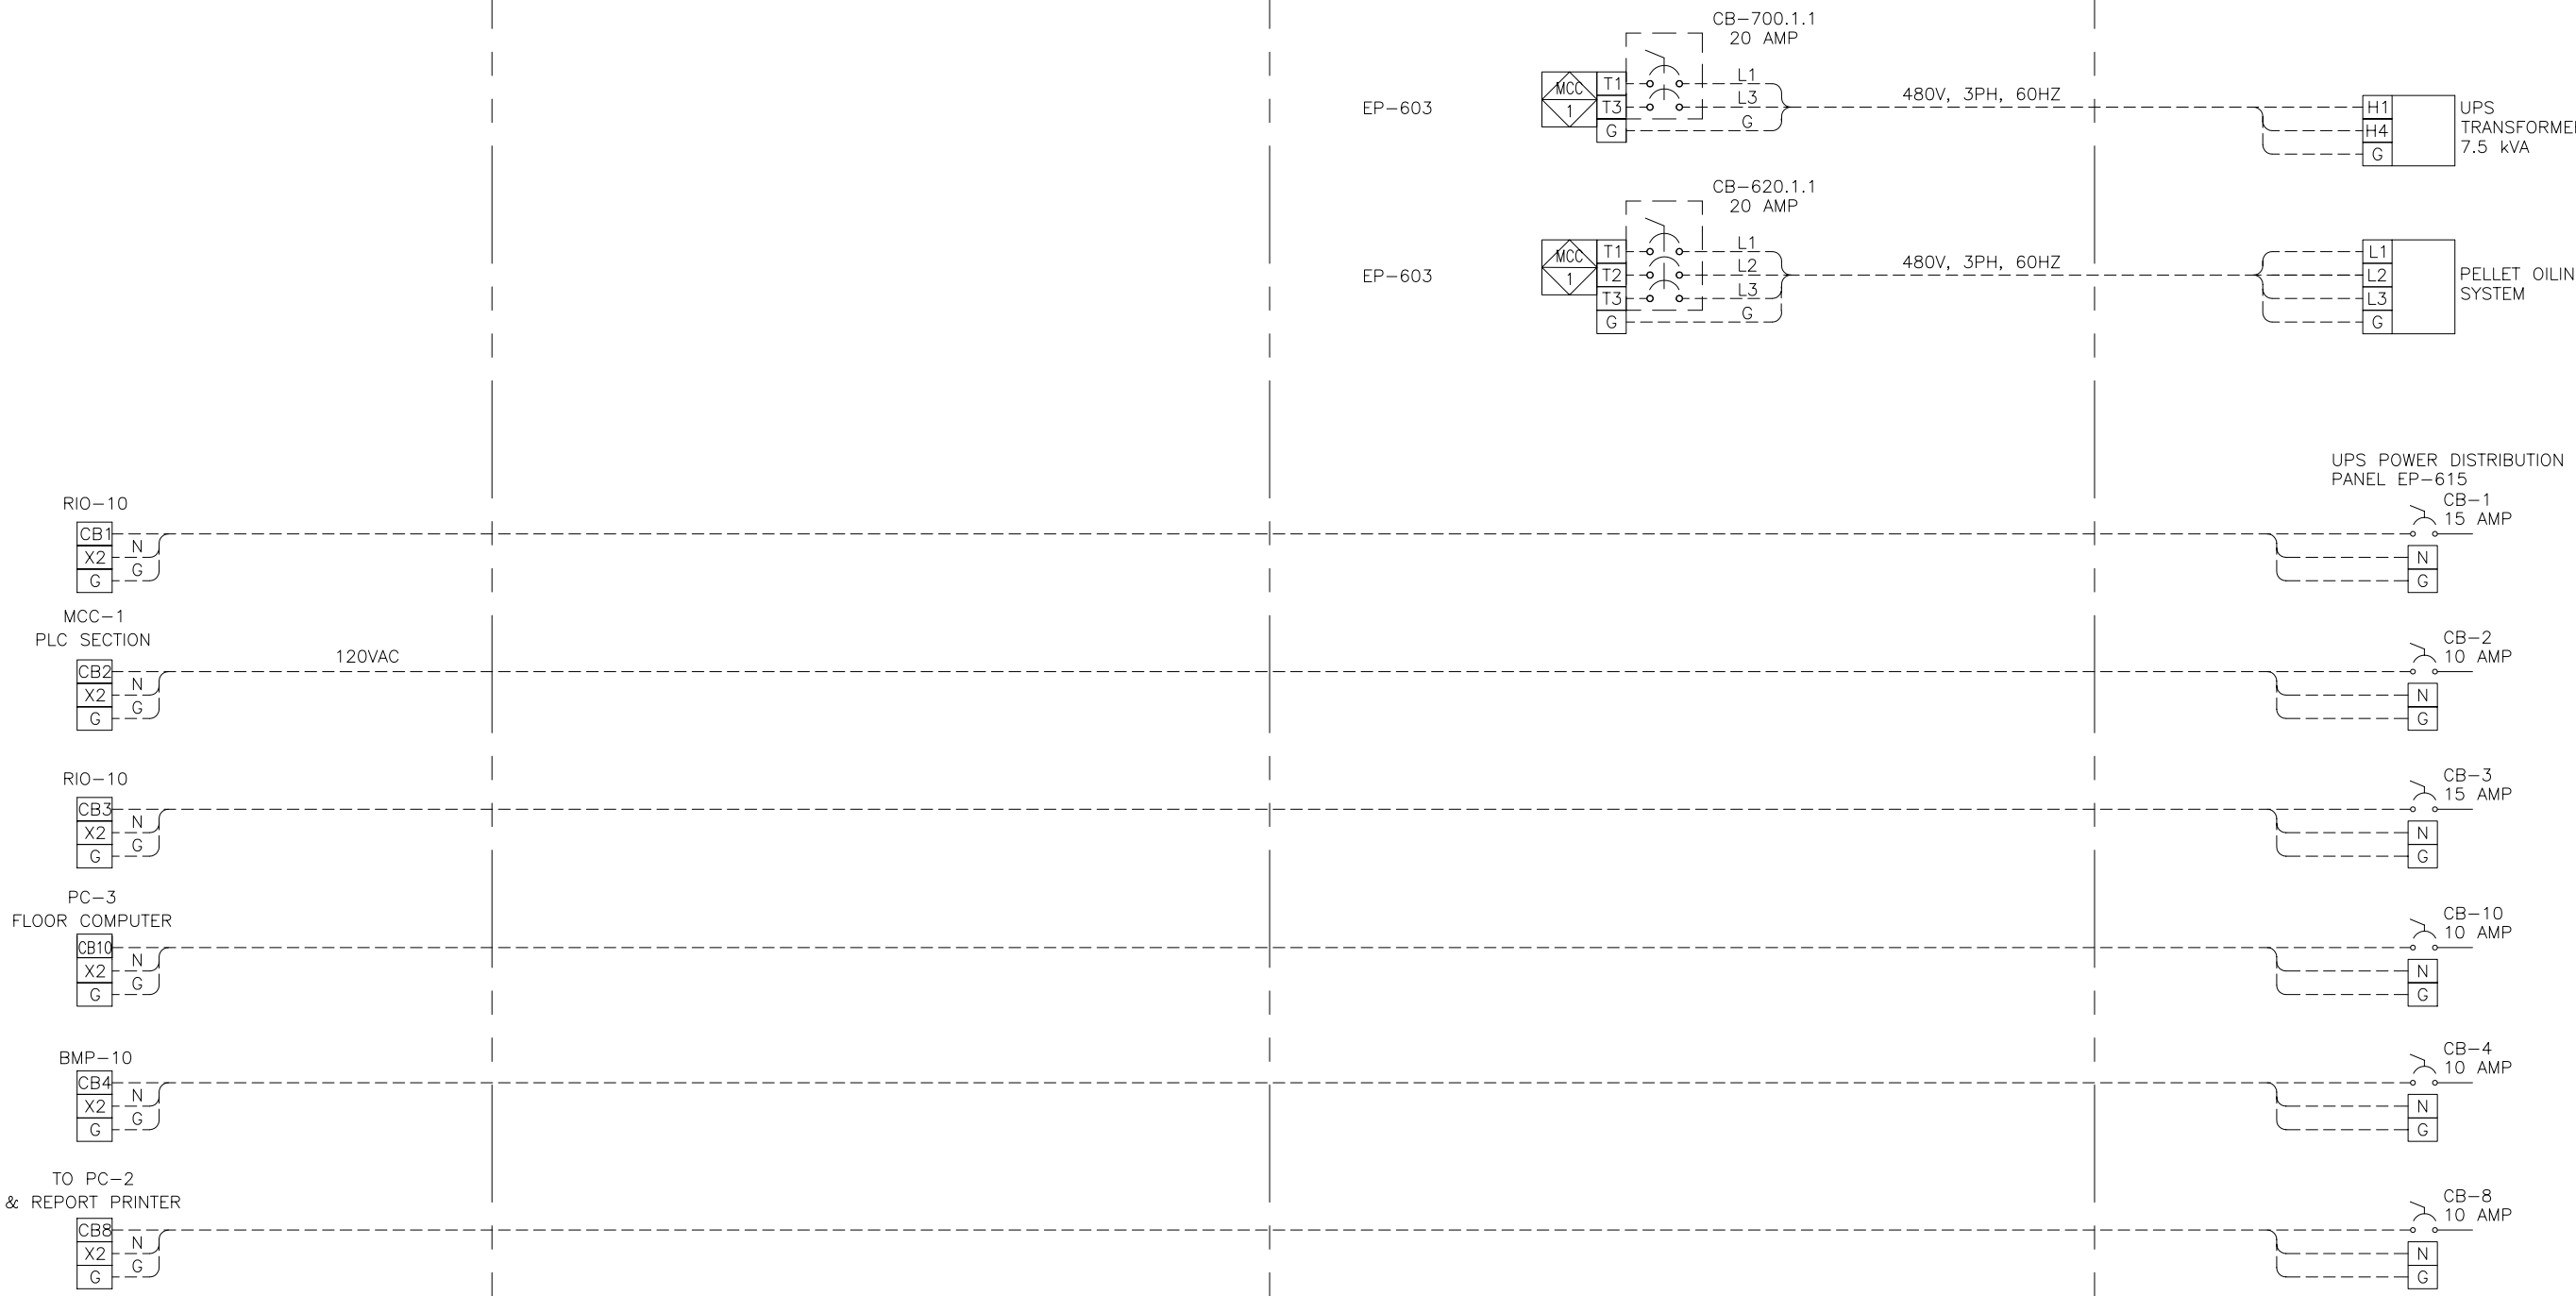 CB-700.1.1
20 AMP
EP-603
MCC
1
T1
T3
G
L1
L3
G
480V, 3PH, 60HZ
H1
H4
G
UPS
TRANSFORME
7.5 kVA
CB-620.1.1
20 AMP
EP-603
MCC
1
T1
T2
T3
G
L1
L2
L3
G
480V, 3PH, 60HZ
L1
L2
L3
G
PELLET OILIN
SYSTEM
UPS POWER DISTRIBUTION
PANEL EP-615
RIO-10
CB1
X2
G
N
G
CB-1
15 AMP
N
G
MCC-1
PLC SECTION
CB2
X2
G
N
G
120VAC
CB-2
10 AMP
N
G
RIO-10
CB3
X2
G
N
G
CB-3
15 AMP
N
G
PC-3
FLOOR COMPUTER
CB10
X2
G
N
G
CB-10
10 AMP
N
G
BMP-10
CB4
X2
G
N
G
CB-4
10 AMP
N
G
TO PC-2
& REPORT PRINTER
CB8
X2
G
N
G
CB-8
10 AMP
N
G